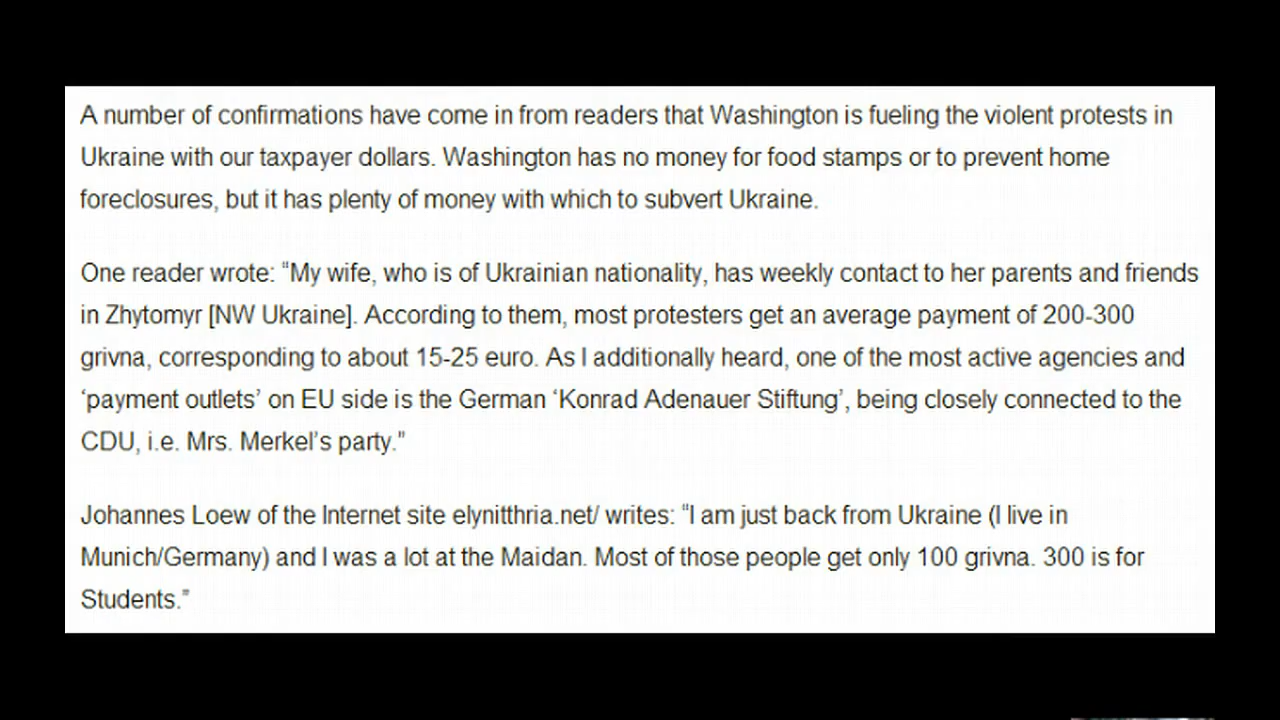 A number of confirmations have come in from readers that Washington is fueling the violent protests in
Ukraine with our taxpayer dollars. Washington has no money for food stamps or to prevent home
foreclosures, but it has plenty of money with which to subvert Ukraine.
One reader wrote: “My wife, who is of Ukrainian nationality, has weekly contact to her parents and friends
in Zhytomyr [NW Ukraine]. According to them, most protesters get an average payment of 200-300
grivna, corresponding to about 15-25 euro. As I additionally heard, one of the most active agencies and
‘payment outlets’ on EU side is the German ‘Konrad Adenauer Stiftung’, being closely connected to the
CDU, i.e. Mrs. Merkel’s party.”
Johannes Loew of the Internet site elynitthria.net/ writes: “I am just back from Ukraine (I live in
Munich/Germany) and I was a lot at the Maidan. Most of those people get only 100 grivna. 300 is for
Students.”